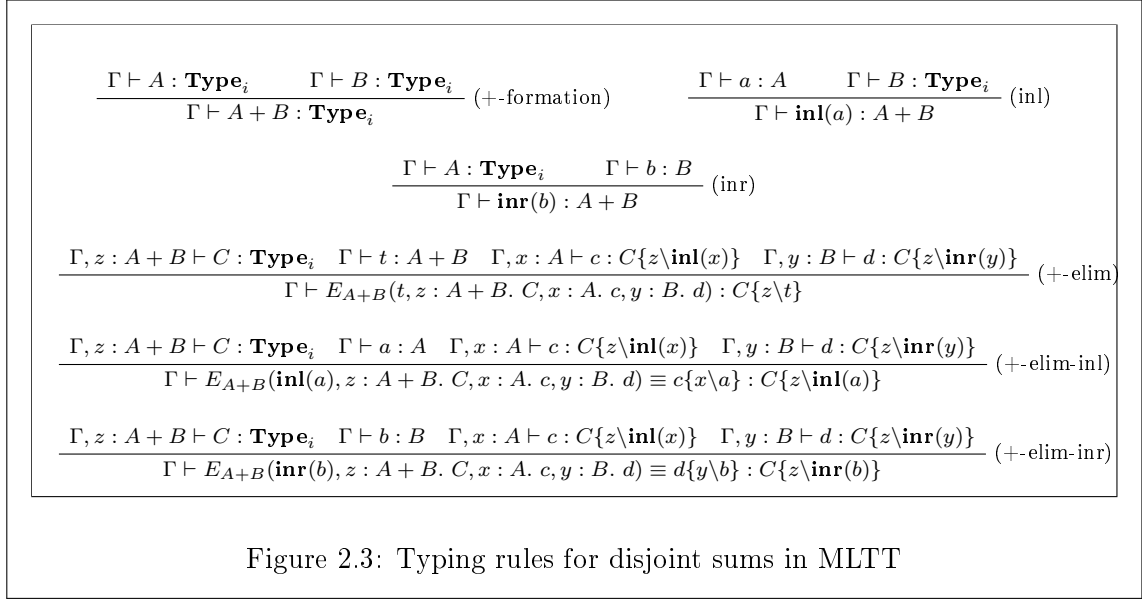 Γ ⊢ A : Type_i Γ ⊢ B : Type_i (+-formation) Γ ⊢ a : A Γ ⊢ B : Type_i (inl)
Γ ⊢ A + B : Type_i Γ ⊢ inl(a) : A + B
Γ ⊢ A : Type_i Γ ⊢ b : B (inr)
Γ ⊢ inr(b) : A + B
Γ, z : A + B ⊢ C : Type_i Γ ⊢ t : A + B Γ, x : A ⊢ c : C{z\inl(x)} Γ, y : B ⊢ d : C{z\inr(y)} (+-elim)
Γ ⊢ E_{A+B}(t, z : A + B. C, x : A. c, y : B. d) : C{z\t}
Γ, z : A + B ⊢ C : Type_i Γ ⊢ a : A Γ, x : A ⊢ c : C{z\inl(x)} Γ, y : B ⊢ d : C{z\inr(y)} (+-elim-inl)
Γ ⊢ E_{A+B}(inl(a), z : A + B. C, x : A. c, y : B. d) ≡ c{x\a} : C{z\inl(a)}
Γ, z : A + B ⊢ C : Type_i Γ ⊢ b : B Γ, x : A ⊢ c : C{z\inl(x)} Γ, y : B ⊢ d : C{z\inr(y)} (+-elim-inr)
Γ ⊢ E_{A+B}(inr(b), z : A + B. C, x : A. c, y : B. d) ≡ d{y\b} : C{z\inr(b)}
Figure 2.3: Typing rules for disjoint sums in MLTT